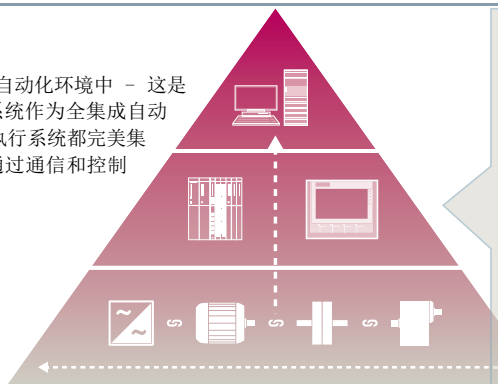 自动化环境中 – 这是
系统作为全集成自动
执行系统都完美集
通过通信和控制